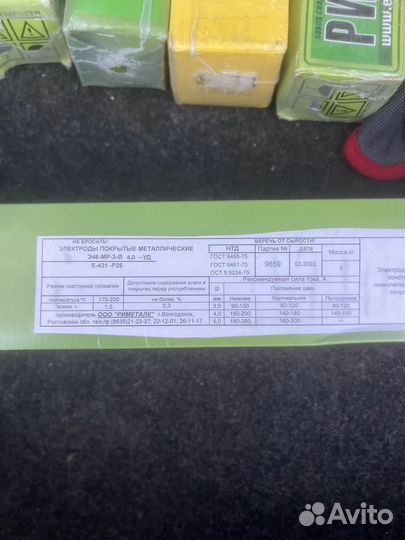 РИ
НЕ БРОСАТЬ! БЕРЕЧЬ ОТ СЫРОСТИ!
ЭЛЕКТРОДЫ ПОКРЫТЫЕ МЕТАЛЛИЧЕСКИЕ
Э46-МР-3-Ø 4,0 –УД
Е-431 -Р26
НТД Партия № дата Масса,кг
ГОСТ 9466-75
ГОСТ 9467-75
ОСТ 5.9224-75
9659 03.2022. 5
Режим повторной прокалки
Допустимое содержание влаги в покрытии перед употреблением
Рекомендуемая сила тока, А
Ø Положение шва
мм Нижнее Вертикальное Потолочное
температура °С 170-200 не более, %
время, ч 1,5 0,3
3,0 90-130 80-120 80-120
4,0 160-200 140-180 140-180
5,0 180-260 160-200 –
производитель ООО "РИМЕТАЛК" г.Волгодонск,
Ростовской обл. тел./ф (8639)21-23-37; 22-12-01; 26-11-17
Avito